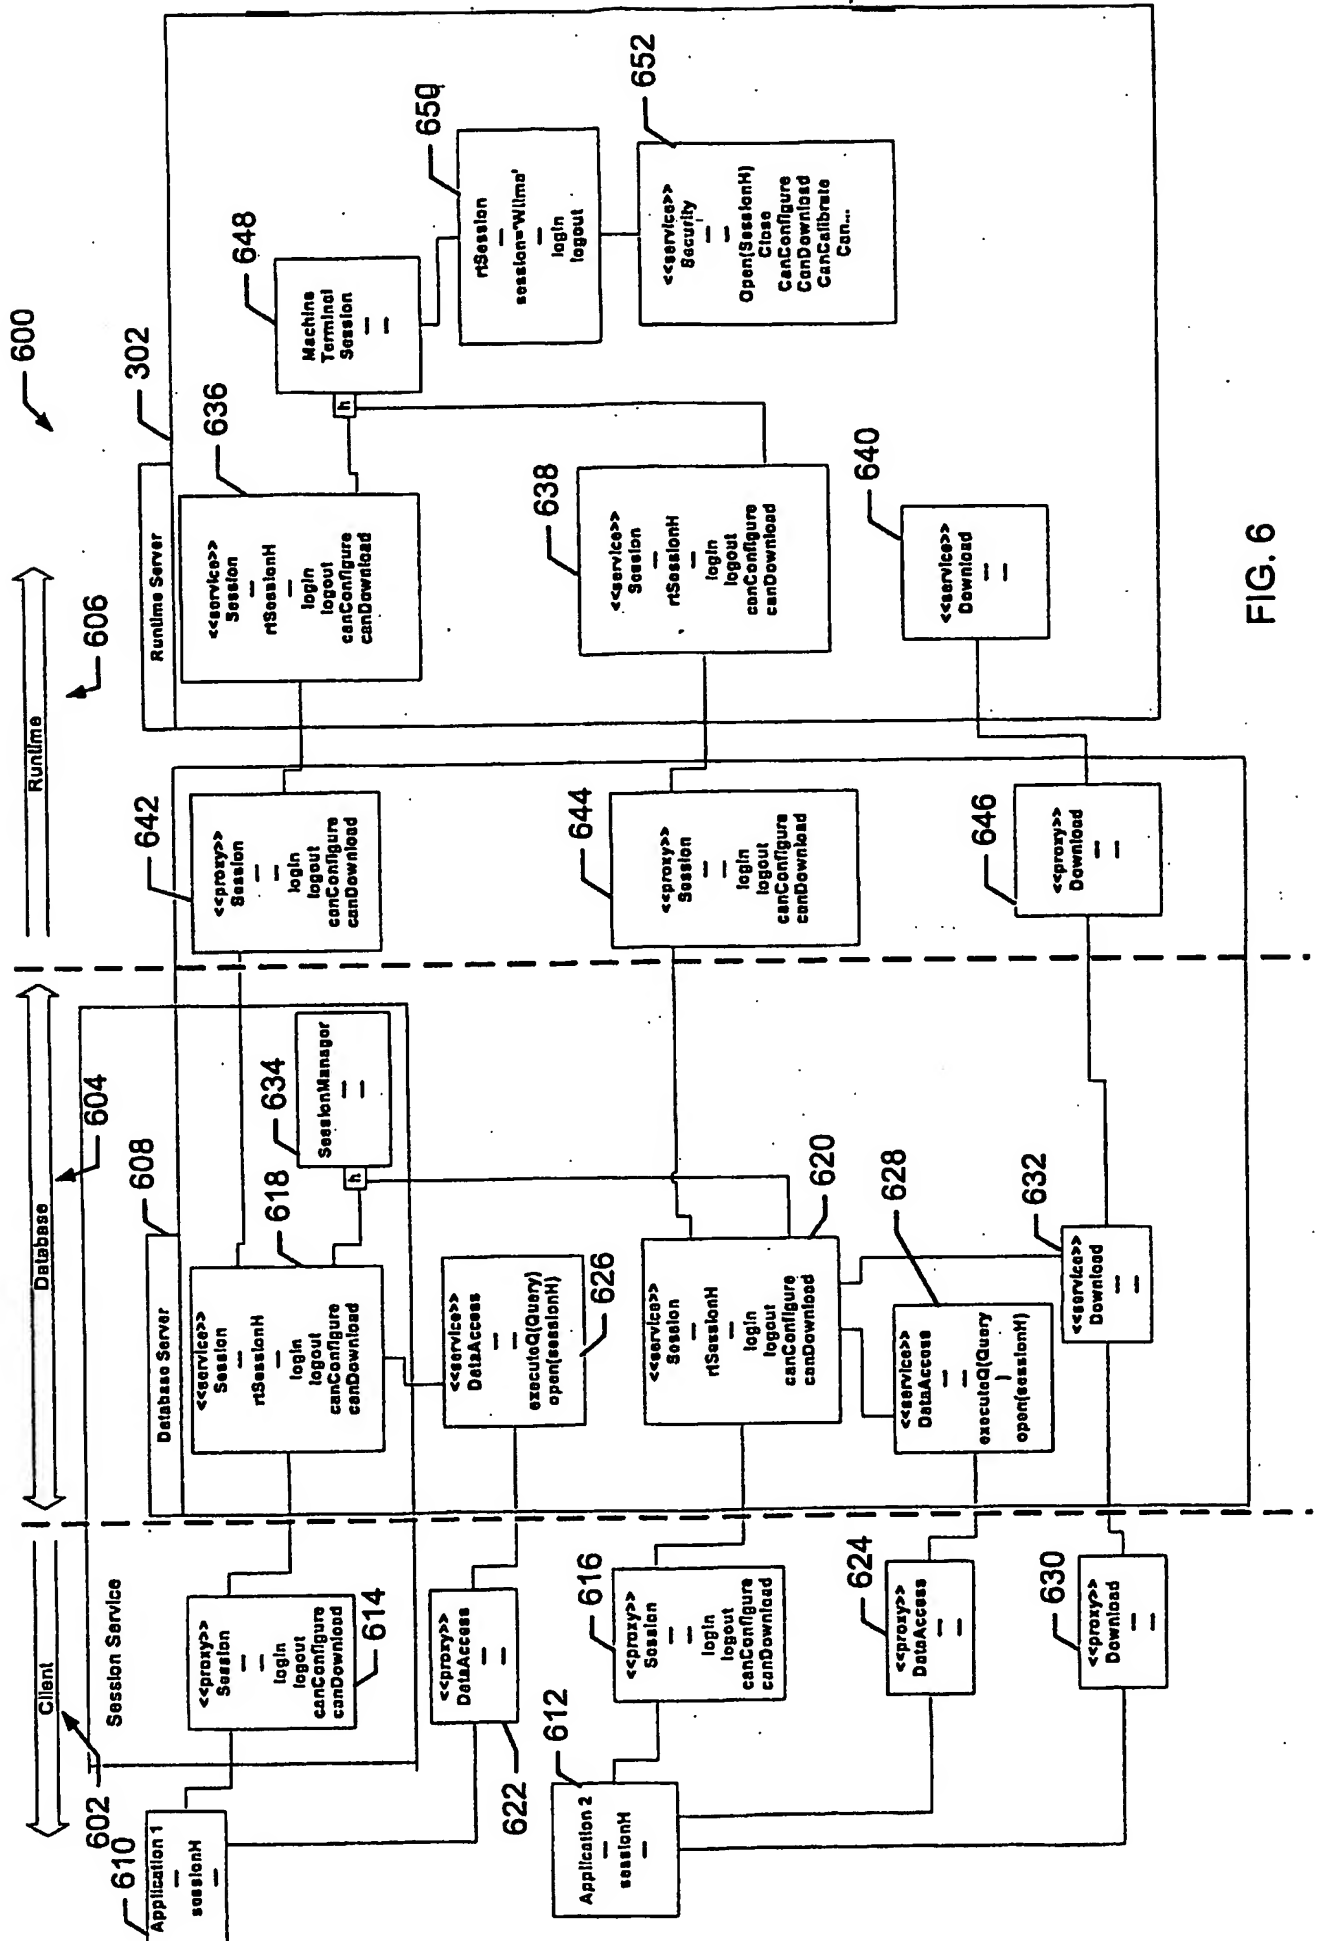 600
Client
Database
Runtime
602
604
606
Session Service
Database Server
608
Runtime Server
302
610
Application 1
sessionH
<<proxy>>
Session
login
logout
canConfigure
canDownload
614
<<service>>
Session
rtSessionH
login
logout
canConfigure
canDownload
618
SessionManager
634
h
<<proxy>>
Session
login
logout
canConfigure
canDownload
642
<<service>>
Session
rtSessionH
login
logout
canConfigure
canDownload
636
h
Machine
Terminal
Session
648
rtSession
session='Wilma'
login
logout
650
<<service>>
Security
Open(SessionH)
Close
CanConfigure
CanDownload
CanCalibrate
Can...
652
<<proxy>>
DataAccess
622
<<service>>
DataAccess
executeQ(Query)
open(sessionH)
626
612
Application 2
sessionH
<<proxy>>
Session
login
logout
canConfigure
canDownload
616
<<service>>
Session
rtSessionH
login
logout
canConfigure
canDownload
620
<<proxy>>
Session
login
logout
canConfigure
canDownload
644
<<service>>
Session
rtSessionH
login
logout
canConfigure
canDownload
638
<<proxy>>
DataAccess
624
<<service>>
DataAccess
executeQ(Query
)
open(sessionH)
628
<<proxy>>
Download
630
<<service>>
Download
632
<<proxy>>
Download
646
<<service>>
Download
640
FIG. 6